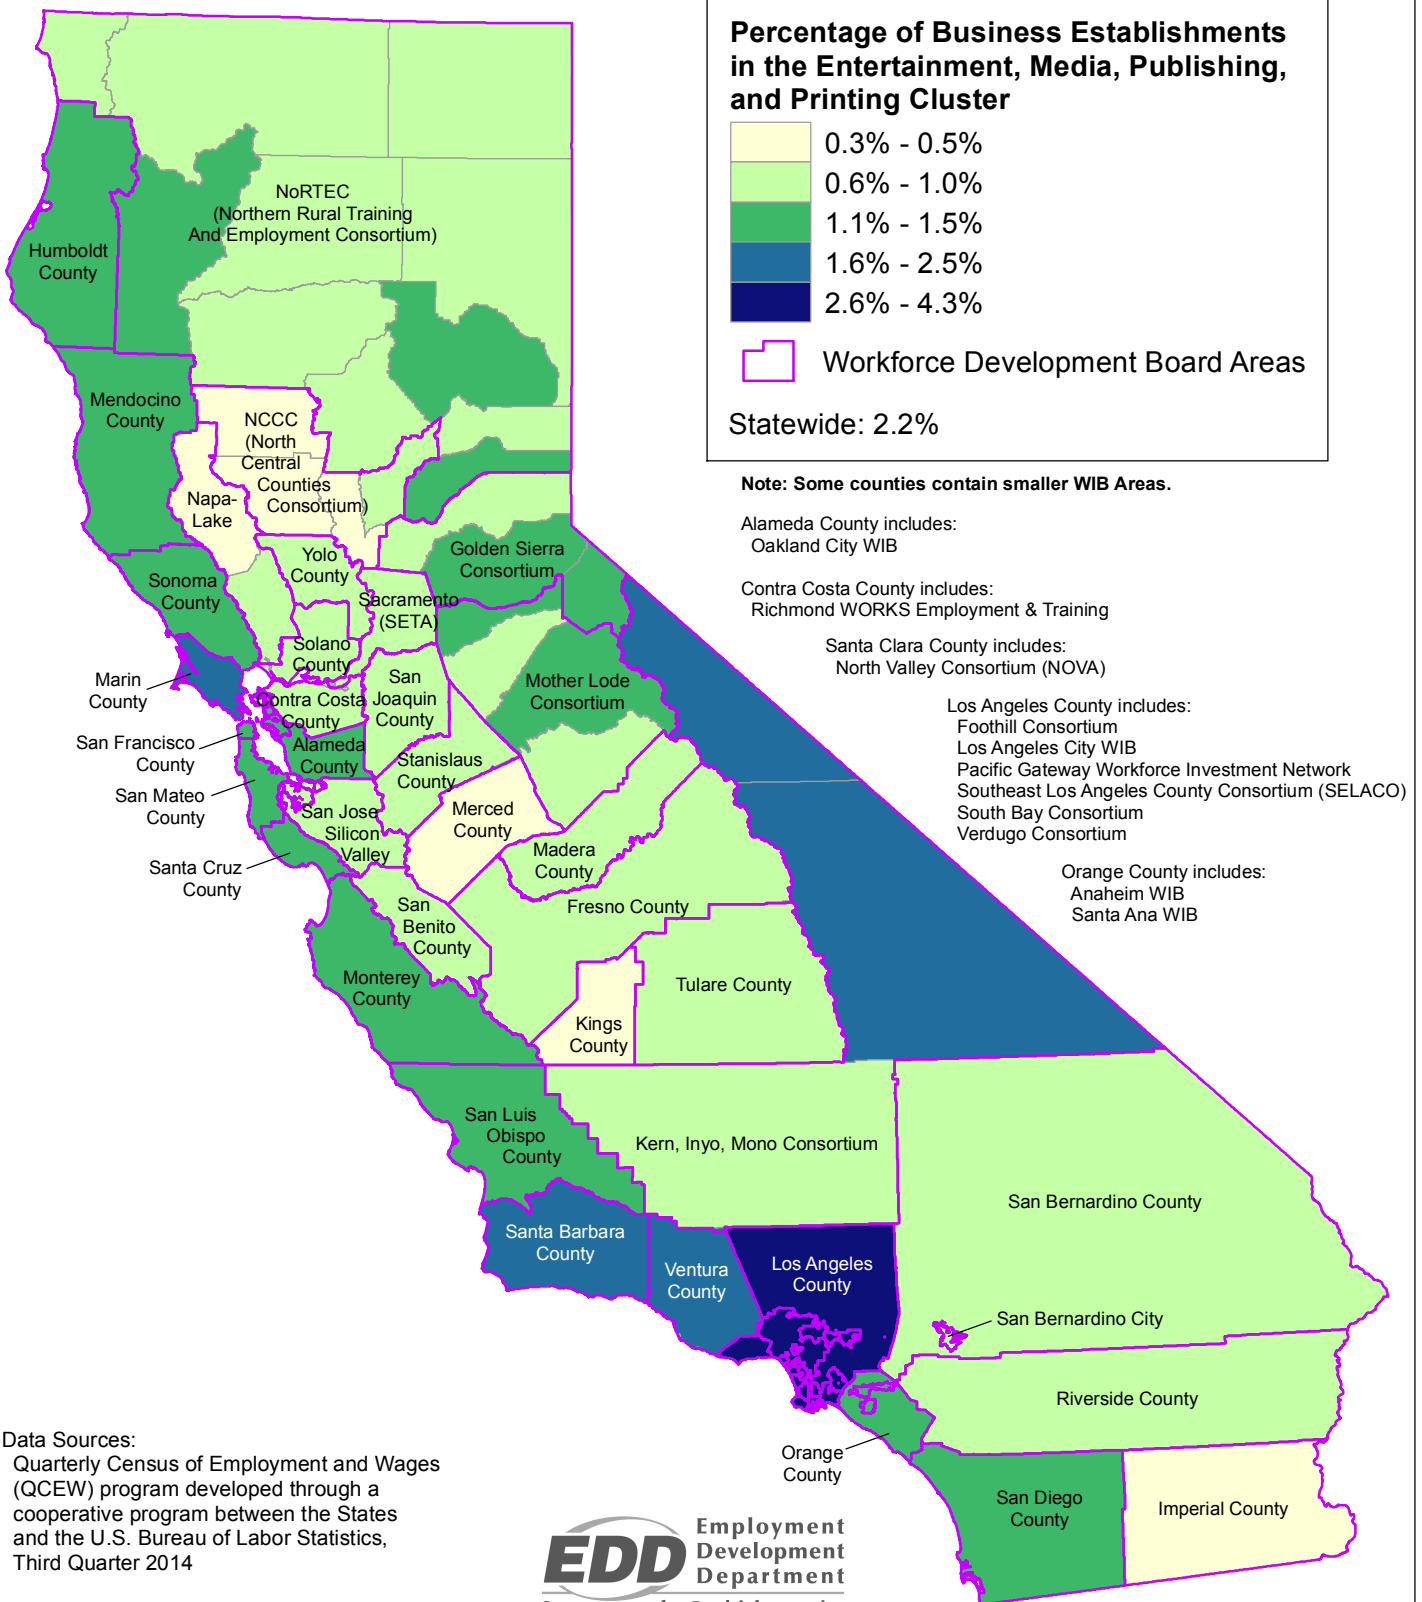 Percentage of Business Establishments
in the Entertainment, Media, Publishing,
and Printing Cluster
0.3% - 0.5%
0.6% - 1.0%
1.1% - 1.5%
1.6% - 2.5%
2.6% - 4.3%
Workforce Development Board Areas
Statewide: 2.2%
Note: Some counties contain smaller WIB Areas.
Alameda County includes:
Oakland City WIB
Contra Costa County includes:
Richmond WORKS Employment & Training
Santa Clara County includes:
North Valley Consortium (NOVA)
Los Angeles County includes:
Foothill Consortium
Los Angeles City WIB
Pacific Gateway Workforce Investment Network
Southeast Los Angeles County Consortium (SELACO)
South Bay Consortium
Verdugo Consortium
Orange County includes:
Anaheim WIB
Santa Ana WIB
NoRTEC
(Northern Rural Training
And Employment Consortium)
Humboldt
County
Mendocino
County
NCCC
(North
Central
Counties
Consortium)
Napa-
Lake
Yolo
County
Golden Sierra
Consortium
Sonoma
County
Sacramento
(SETA)
Solano
County
Marin
County
Contra Costa
County
San
Joaquin
County
Mother Lode
Consortium
San Francisco
County
Alameda
County
Stanislaus
County
San Mateo
County
San Jose
Silicon
Valley
Merced
County
Santa Cruz
County
Madera
County
San
Benito
County
Fresno County
Monterey
County
Tulare County
Kings
County
San Luis
Obispo
County
Kern, Inyo, Mono Consortium
San Bernardino County
Santa Barbara
County
Ventura
County
Los Angeles
County
San Bernardino City
Riverside County
Orange
County
San Diego
County
Imperial County
Data Sources:
Quarterly Census of Employment and Wages
(QCEW) program developed through a
cooperative program between the States
and the U.S. Bureau of Labor Statistics,
Third Quarter 2014
EDD
Employment
Development
Department